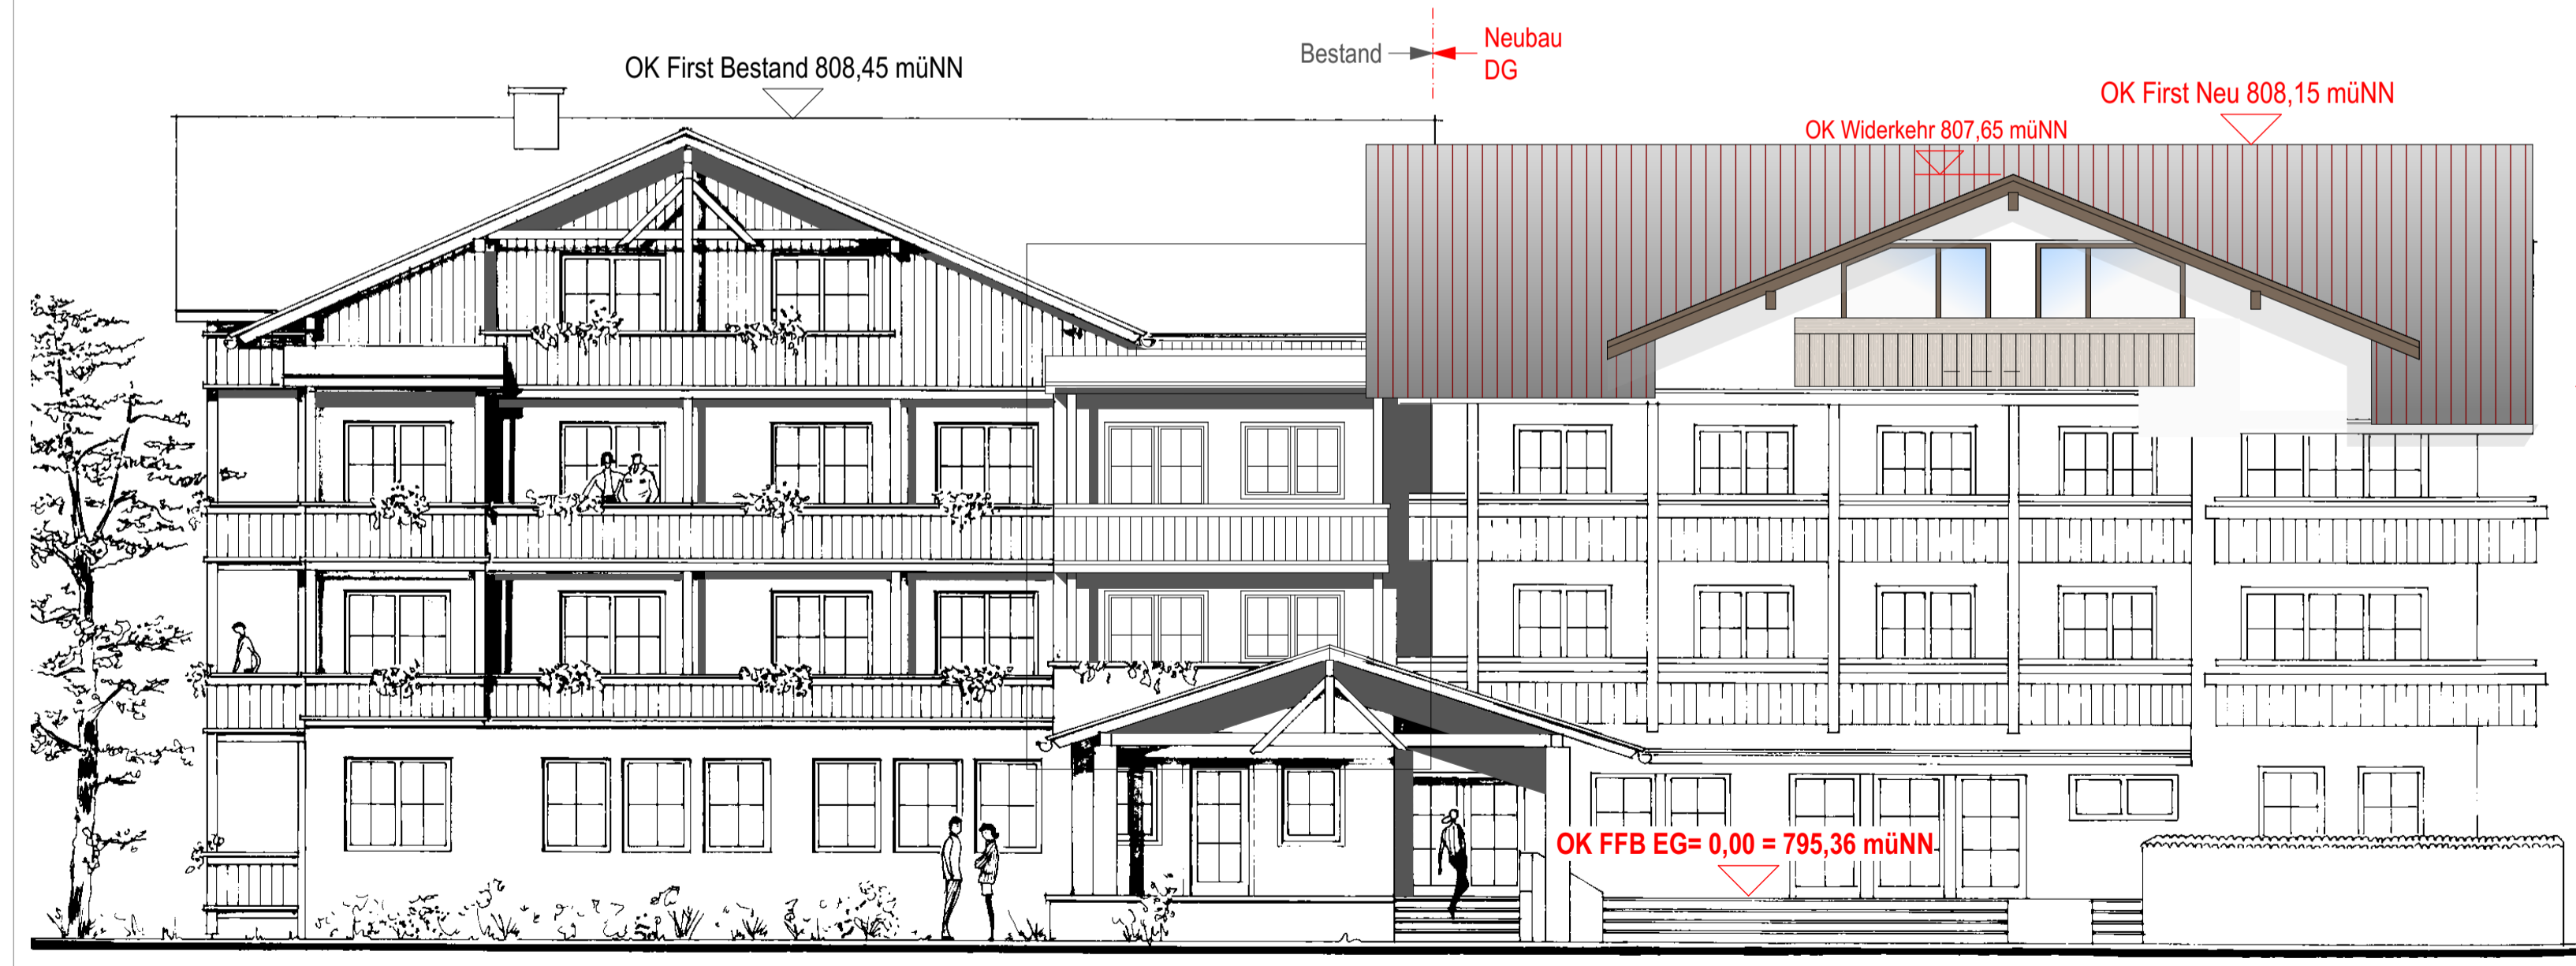 OK First Bestand 808,45 müNN
Bestand
Neubau
DG
OK First Neu 808,15 müNN
OK Widerkehr 807,65 müNN
OK FFB EG= 0,00 = 795,36 müNN